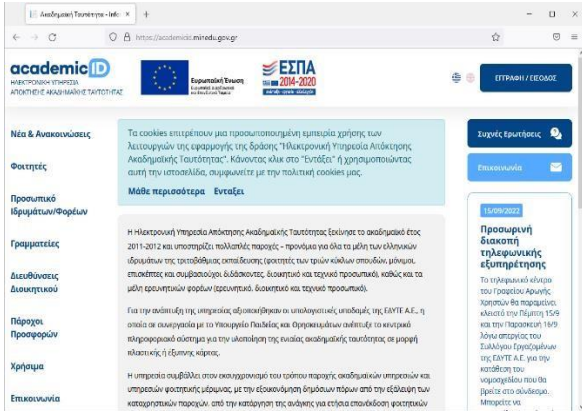 Ακαδημαϊκή Ταυτότητα - Info
https://academicid.minedu.gov.gr
academicID
ΗΛΕΚΤΡΟΝΙΚΗ ΥΠΗΡΕΣΙΑ
ΑΠΟΚΤΗΣΗΣ ΑΚΑΔΗΜΑΪΚΗΣ ΤΑΥΤΟΤΗΤΑΣ
Ευρωπαϊκή Ένωση
ΕΣΠΑ
2014-2020
ΕΓΓΡΑΦΗ / ΕΙΣΟΔΟΣ
Νέα & Ανακοινώσεις
Φοιτητές
Προσωπικό
Ιδρυμάτων/Φορέων
Γραμματείες
Διευθύνσεις
Διοικητικού
Πάροχοι
Προσφορών
Χρήσιμα
Επικοινωνία
Τα cookies επιτρέπουν μια προσωποποιημένη εμπειρία χρήσης των
λειτουργιών της εφαρμογής της δράσης "Ηλεκτρονική Υπηρεσία Απόκτησης
Ακαδημαϊκής Ταυτότητας". Κάνοντας κλικ στο "Εντάξει" ή χρησιμοποιώντας
αυτή την ιστοσελίδα, συμφωνείτε με την πολιτική cookies μας.
Μάθε περισσότερα Ενταξει
Η Ηλεκτρονική Υπηρεσία Απόκτησης Ακαδημαϊκής Ταυτότητας ξεκίνησε το ακαδημαϊκό έτος
2011-2012 και υποστηρίζει πολλαπλές παροχές – προνόμια για όλα τα μέλη των ελληνικών
ιδρυμάτων της τριτοβάθμιας εκπαίδευσης (φοιτητές των τριών κύκλων σπουδών, μόνιμοι,
επισκέπτες και συμβασιούχοι διδάσκοντες, διοικητικό και τεχνικό προσωπικό), καθώς και τα
μέλη ερευνητικών φορέων (ερευνητικό, διοικητικό και τεχνικό προσωπικό).
Για την ανάπτυξη της υπηρεσίας αξιοποιήθηκαν οι υπολογιστικές υποδομές της ΕΔΥΤΕ Α.Ε., η
οποία σε συνεργασία με το Υπουργείο Παιδείας και Θρησκευμάτων ανέπτυξε το κεντρικό
πληροφοριακό σύστημα για την υλοποίηση της ενιαίας ακαδημαϊκής ταυτότητας σε μορφή
πλαστικής ή έξυπνης κάρτας.
Η υπηρεσία συμβάλλει στον εκσυγχρονισμό του τρόπου παροχής ακαδημαϊκών υπηρεσιών και
υπηρεσιών φοιτητικής μέριμνας, με την εξοικονόμηση δημόσιων πόρων από την εξάλειψη των
καταχρηστικών παροχών, από την κατάργηση της ανάγκης για ετήσια επανέκδοση φοιτητικών
Συχνές Ερωτήσεις
Επικοινωνία
15/09/2022
Προσωρινή
διακοπή
τηλεφωνικής
εξυπηρέτησης
Το τηλεφωνικό κέντρο
του Γραφείου Αρωγής
Χρηστών θα παραμείνει
κλειστό την Πέμπτη 15/9
και την Παρασκευή 16/9
λόγω απεργίας του
Συλλόγου Εργαζομένων
της ΕΔΥΤΕ Α.Ε. για την
κατάθεση του
νομοσχεδίου που θα
βρείτε στο σύνδεσμο.
Μπορείτε να